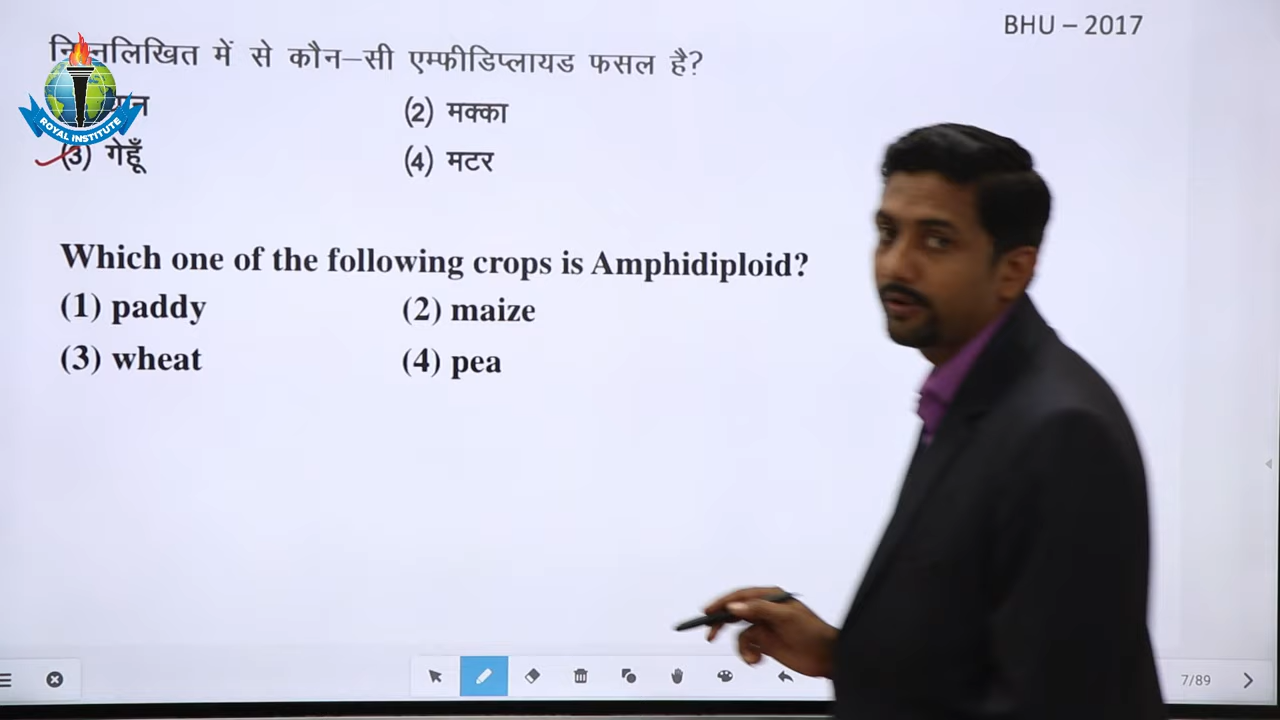 BHU – 2017
में से कौन–सी एम्फीडिप्लायड फसल है?
(2) मक्का
(3) गेहूँ
(4) मटर
ROYAL INSTITUTE
Which one of the following crops is Amphidiploid?
(1) paddy
(2) maize
(3) wheat
(4) pea
7/89